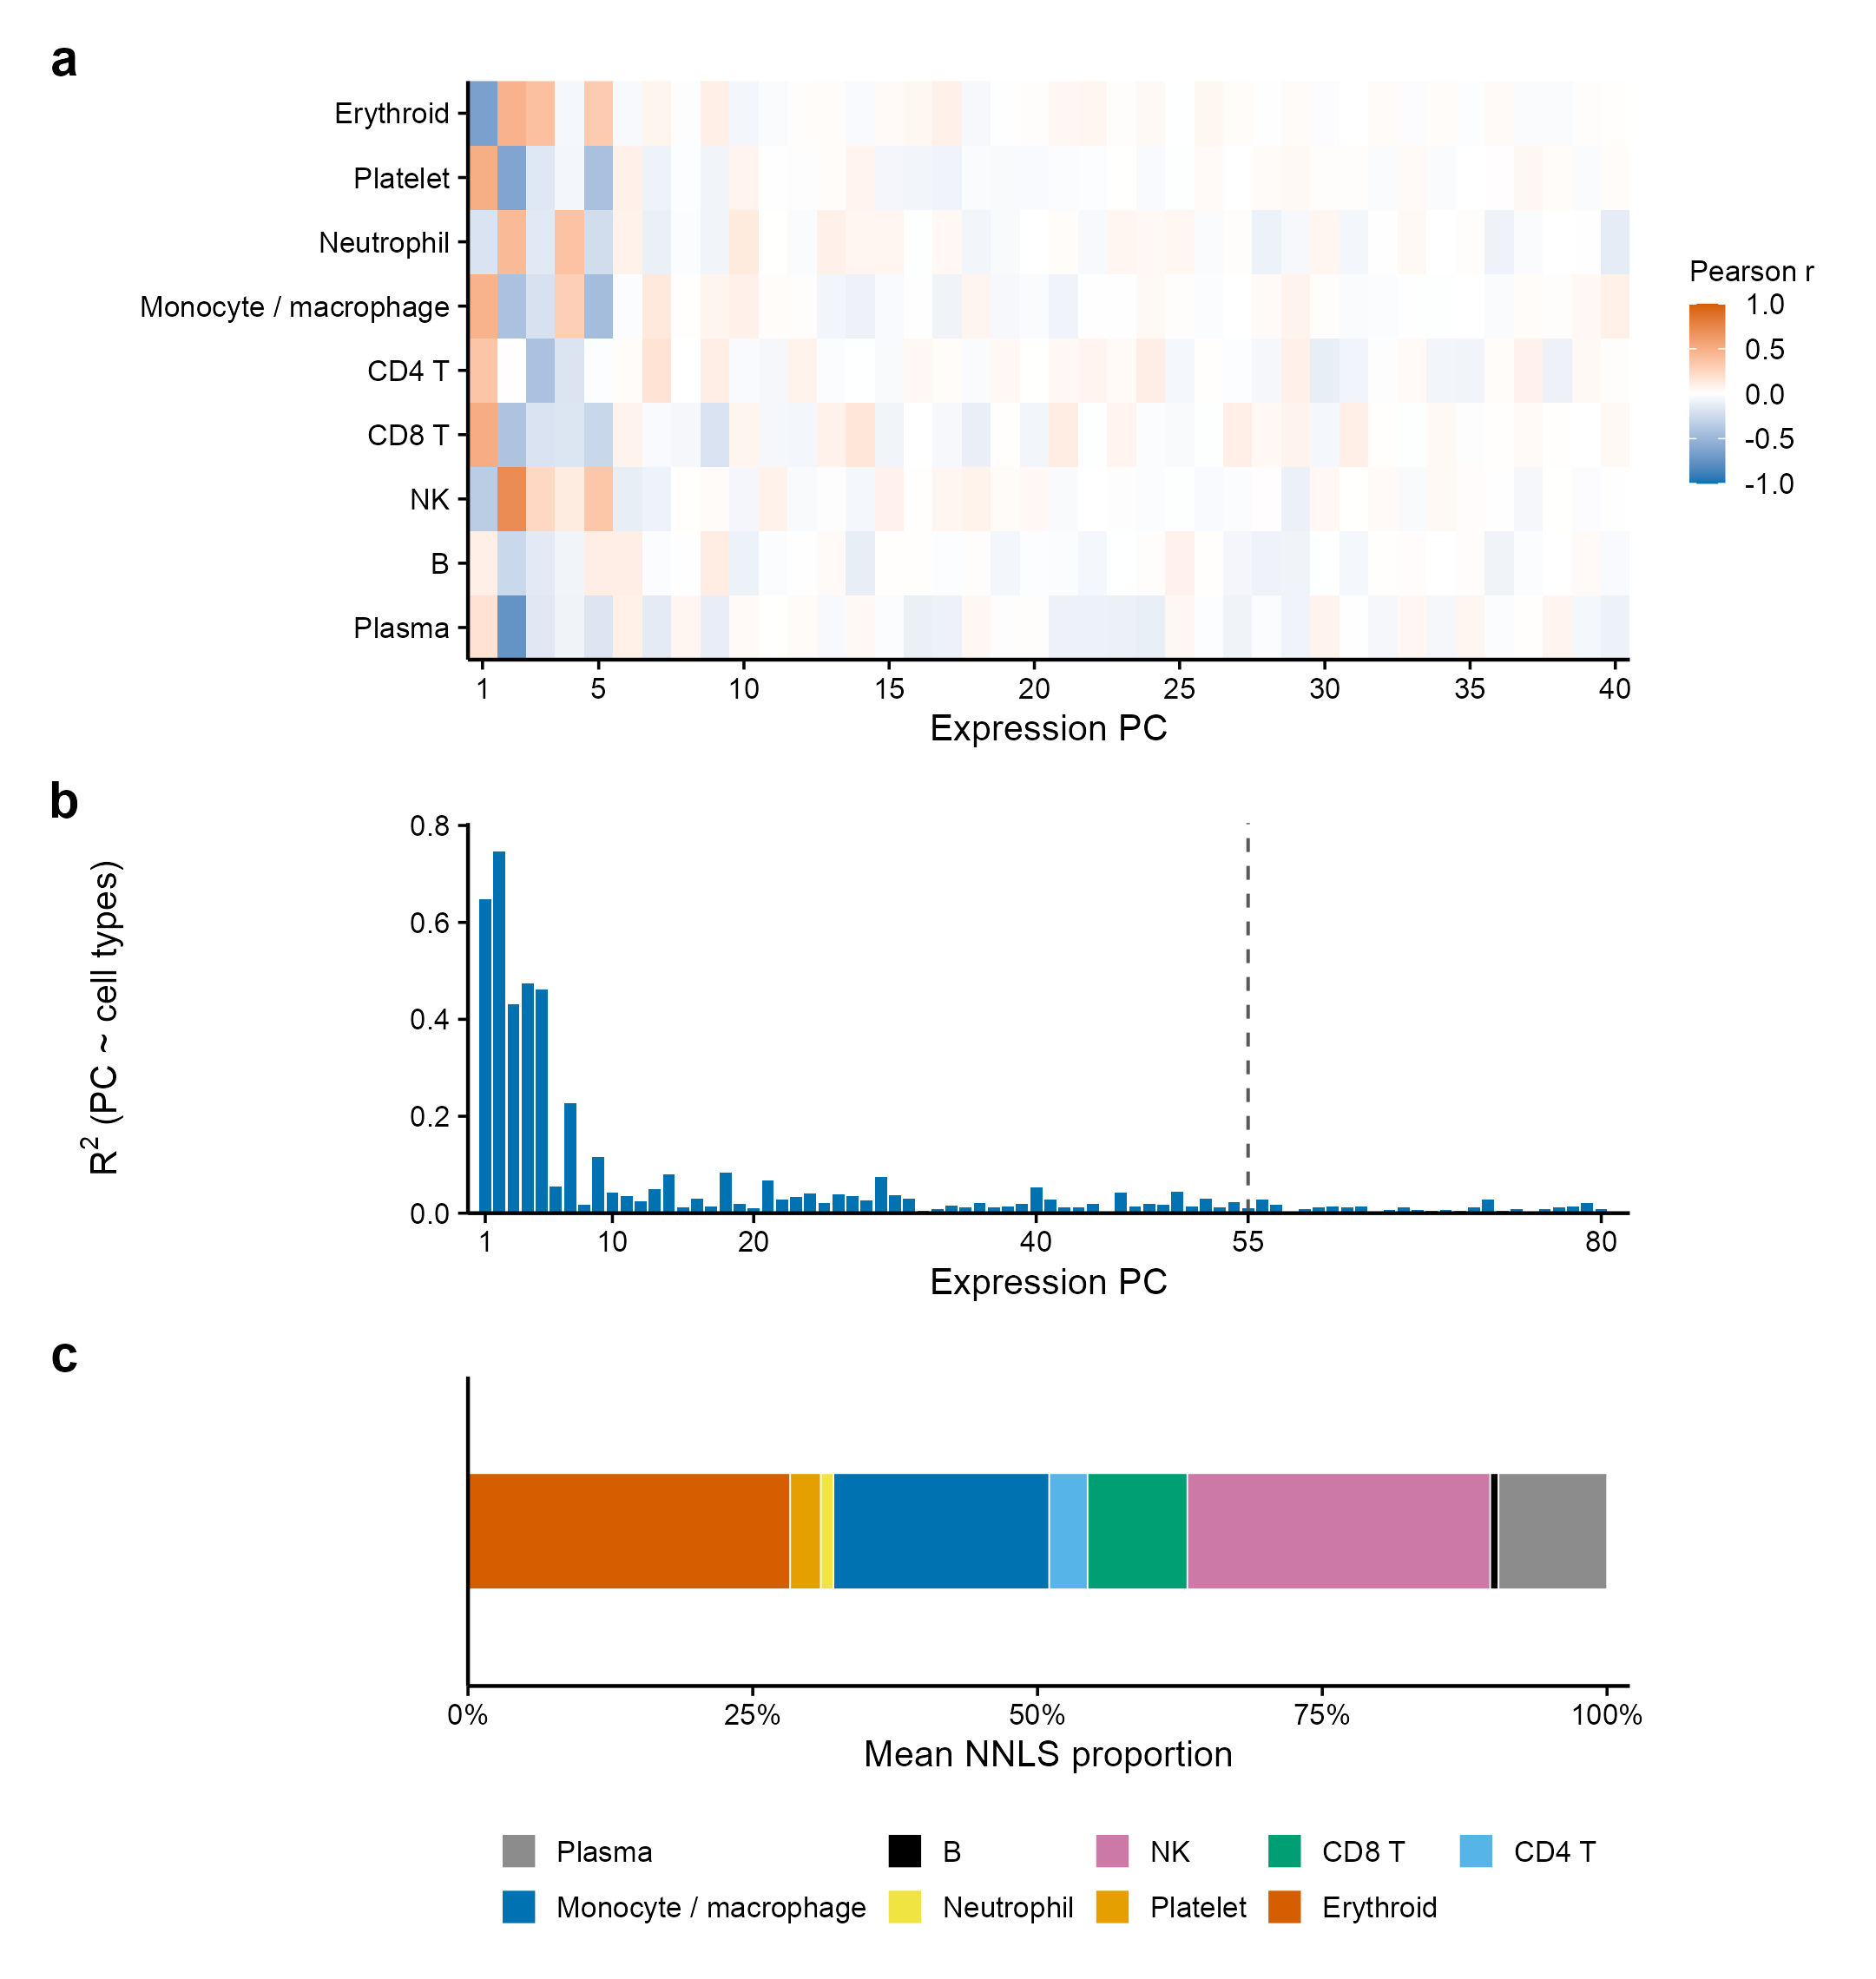 a
Erythroid
Platelet
Neutrophil
Monocyte / macrophage
CD4 T
CD8 T
NK
B
Plasma
1 5 10 15 20 25 30 35 40
Expression PC
Pearson r
1.0
0.5
0.0
-0.5
-1.0
b
R² (PC ~ cell types)
0.8
0.6
0.4
0.2
0.0
1 10 20 40 55 80
Expression PC
c
0% 25% 50% 75% 100%
Mean NNLS proportion
Plasma B NK CD8 T CD4 T
Monocyte / macrophage Neutrophil Platelet Erythroid